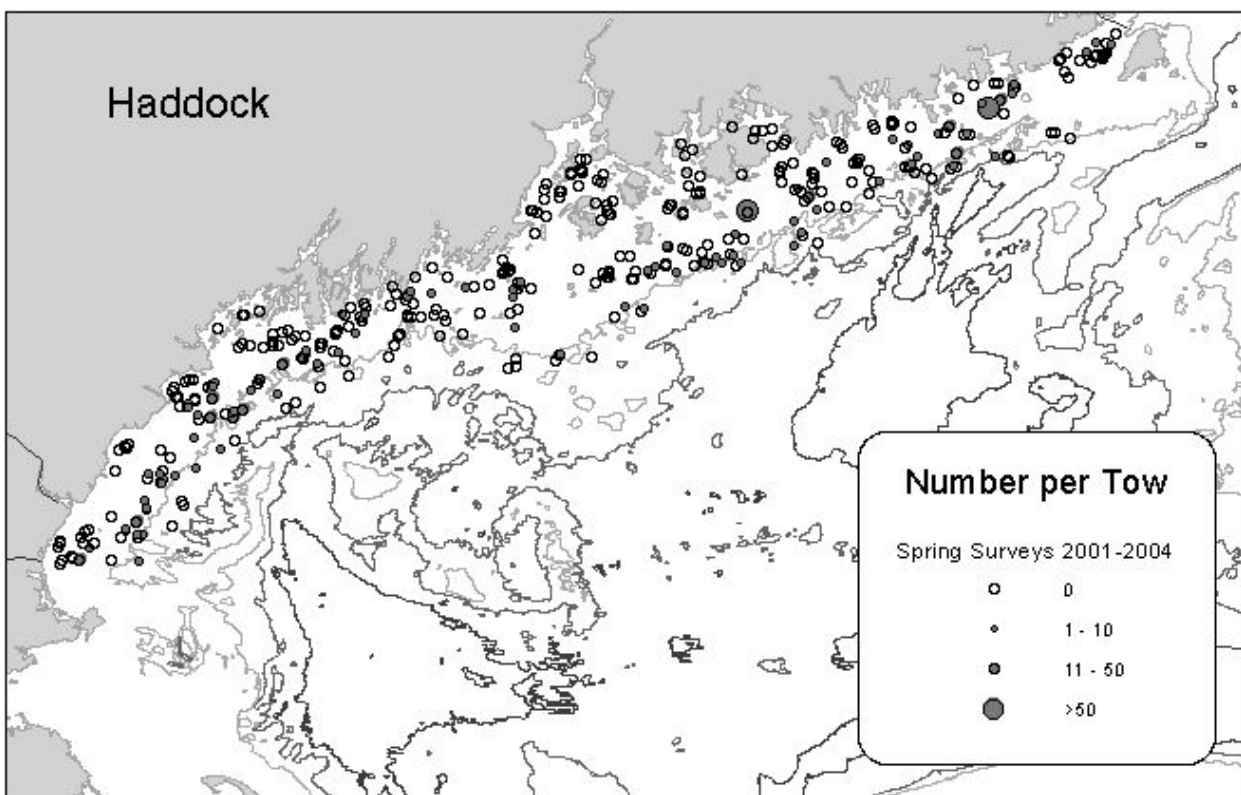 Haddock
Number per Tow
Spring Surveys 2001-2004
0
1 - 10
11 - 50
>50